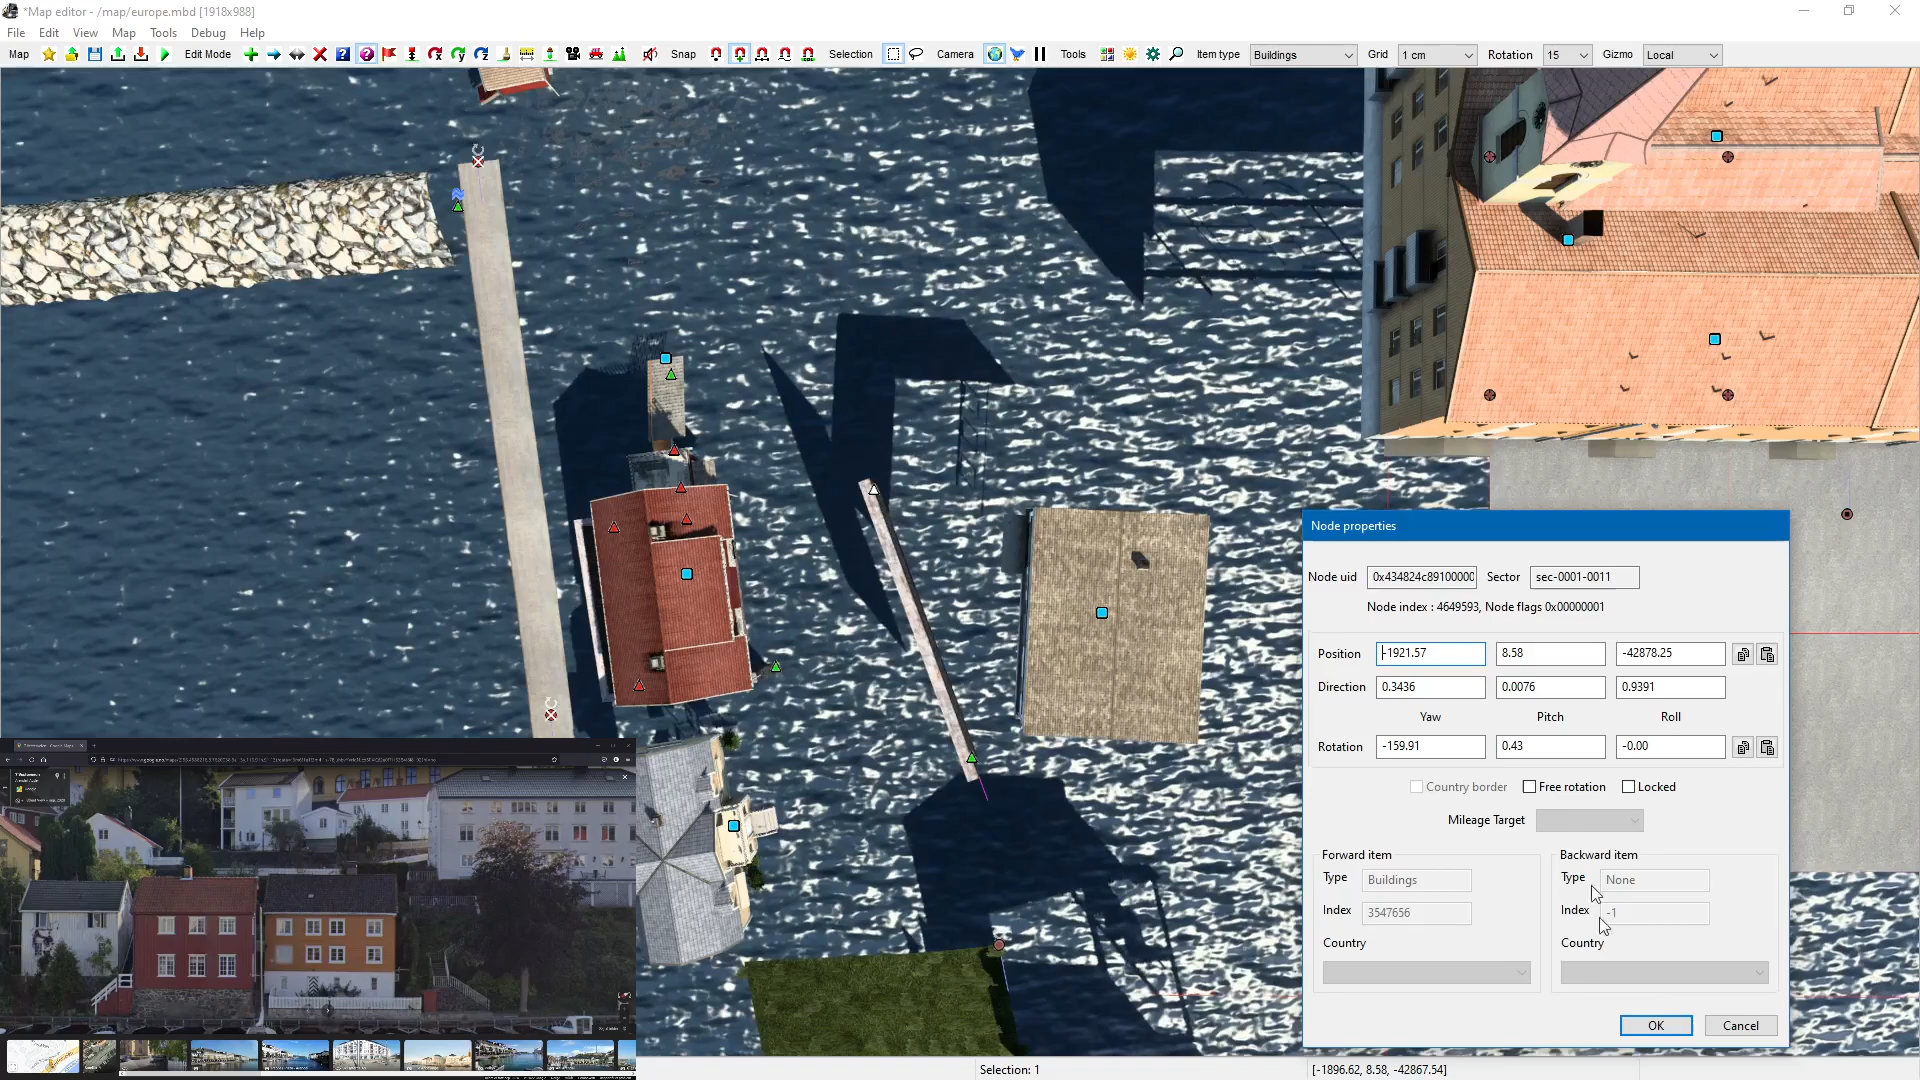 *Map editor - /map/europe.mbd [1918x988]
File Edit View Map Tools Debug Help
Map Edit Mode Snap Selection Camera Tools Item type Buildings Grid 1 cm Rotation 15 Gizmo Local
Node properties
Node uid 0x434824c89100000 Sector sec-0001-0011
Node index : 4649593, Node flags 0x00000001
Position -1921.57 8.58 -42878.25
Direction 0.3436 0.0076 0.9391
Yaw Pitch Roll
Rotation -159.91 0.43 -0.00
Country border Free rotation Locked
Mileage Target
Forward item Backward item
Type Buildings Type None
Index 3547656 Index -1
Country Country
OK Cancel
Selection: 1 [-1896.62, 8.58, -42867.54]